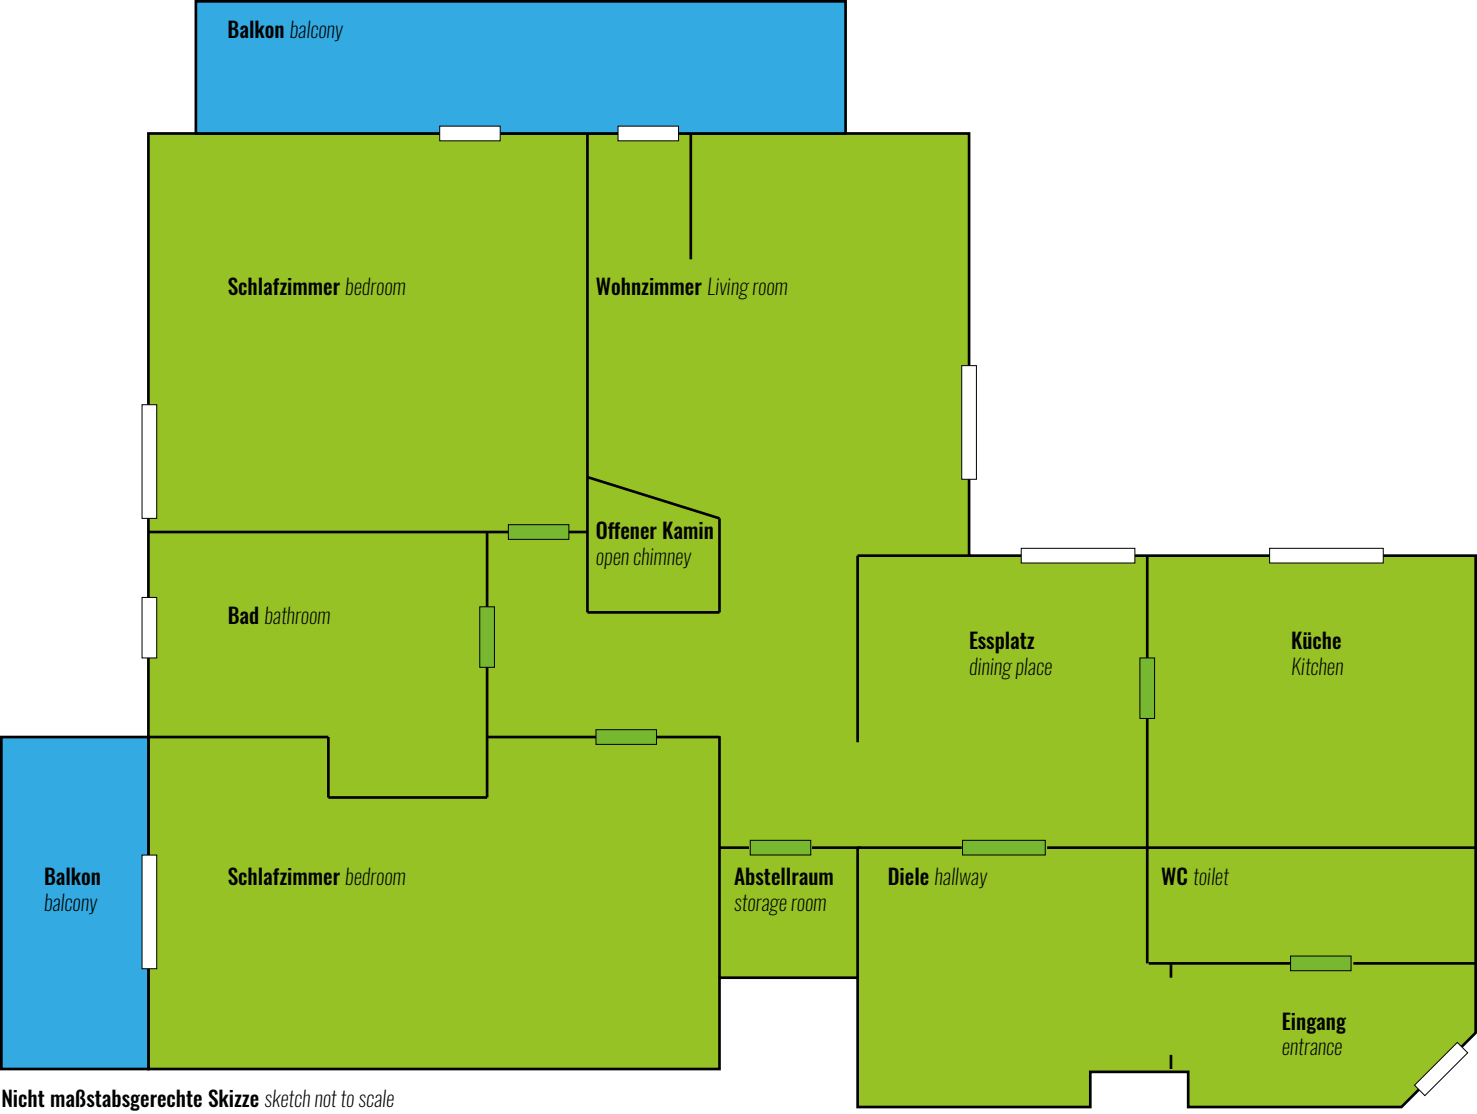 Balkon balcony
Schlafzimmer bedroom
Wohnzimmer Living room
Offener Kamin
open chimney
Bad bathroom
Essplatz
dining place
Küche
Kitchen
Balkon
balcony
Schlafzimmer bedroom
Abstellraum
storage room
Diele hallway
WC toilet
Eingang
entrance
Nicht maßstabsgerechte Skizze sketch not to scale